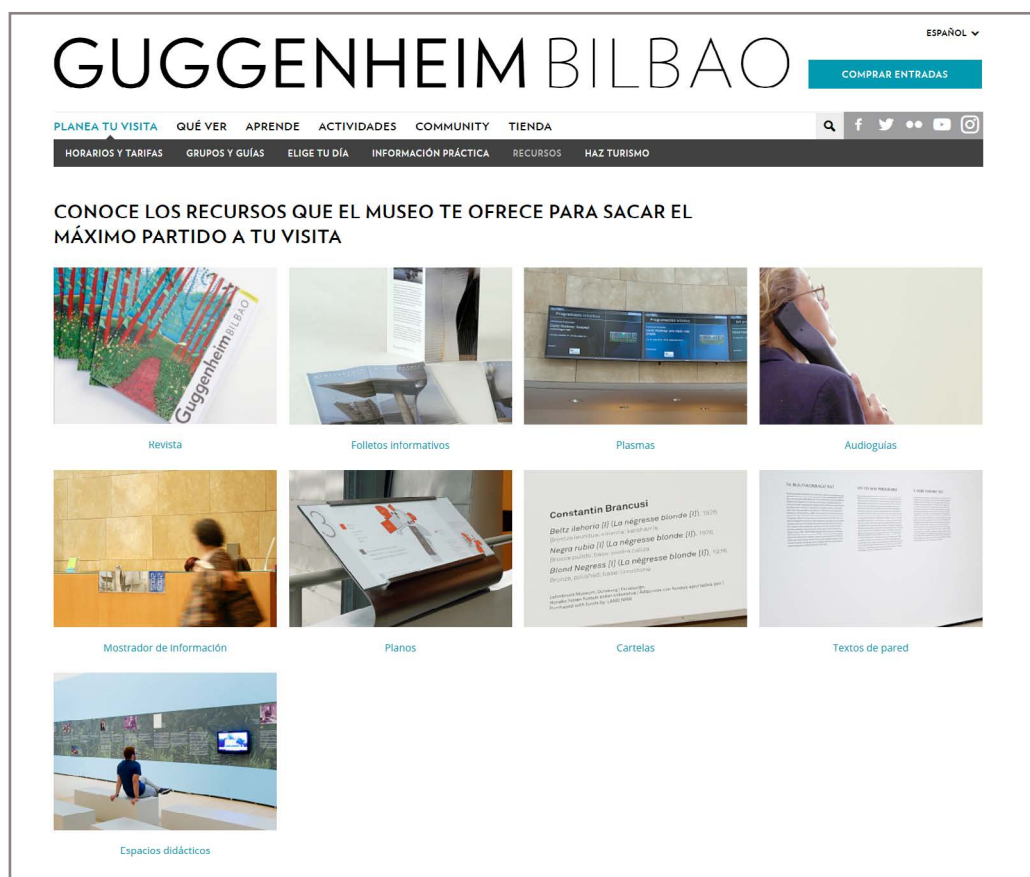 GUGGENHEIM BILBAO
ESPAÑOL
COMPRAR ENTRADAS
PLANEA TU VISITA QUÉ VER APRENDE ACTIVIDADES COMMUNITY TIENDA
HORARIOS Y TARIFAS GRUPOS Y GUÍAS ELIGE TU DÍA INFORMACIÓN PRÁCTICA RECURSOS HAZ TURISMO
CONOCE LOS RECURSOS QUE EL MUSEO TE OFRECE PARA SACAR EL
MÁXIMO PARTIDO A TU VISITA
GuggenheimBILBAO
Revista
Folletos informativos
Plasmas
Audioguías
Constantin Brancusi
Beltz ilehoria [I] (La négresse blonde [I]), 1926
Negra rubia [I] (La négresse blonde [I]), 1926
Blond Negress [I] (La négresse blonde [I]), 1926
Mostrador de información
3
Planos
Cartelas
Textos de pared
Espacios didácticos